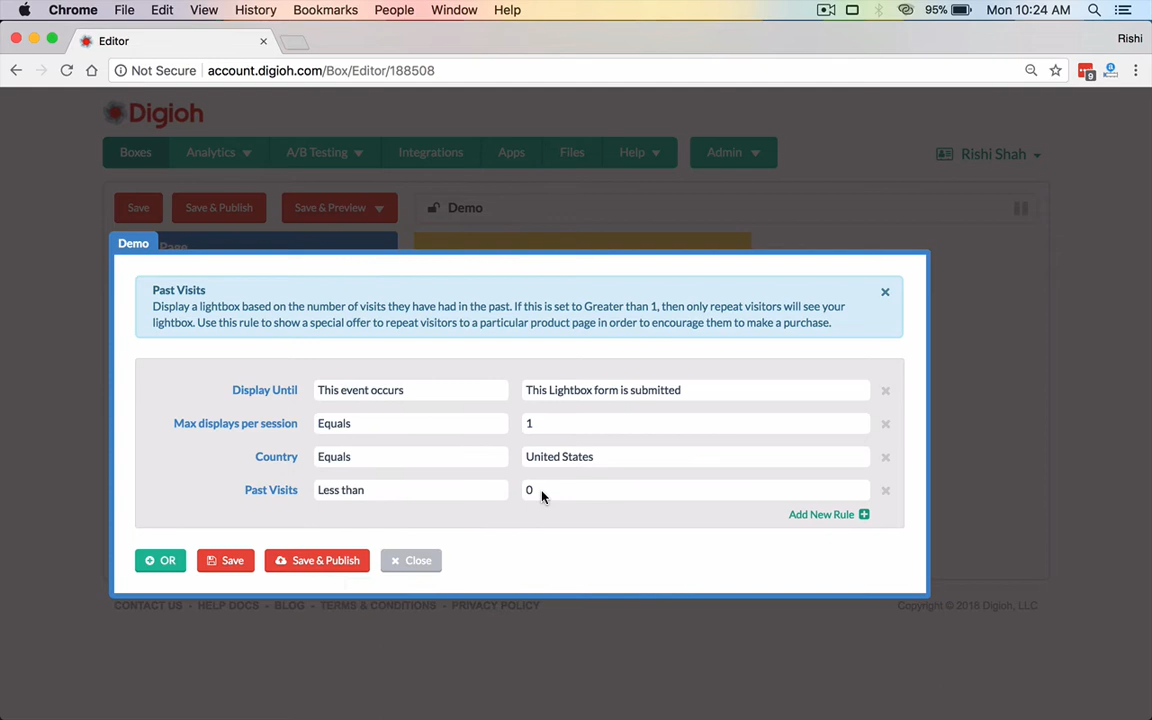 Chrome File Edit View History Bookmarks People Window Help 95% Mon 10:24 AM
Editor
Rishi
Not Secure account.digioh.com/Box/Editor/188508
9
Digioh
Boxes Analytics A/B Testing Integrations Apps Files Help Admin Rishi Shah
Save Save & Publish Save & Preview Demo
Demo
Page
Past Visits
Display a lightbox based on the number of visits they have had in the past. If this is set to Greater than 1, then only repeat visitors will see your
lightbox. Use this rule to show a special offer to repeat visitors to a particular product page in order to encourage them to make a purchase.
Display Until This event occurs This Lightbox form is submitted
Max displays per session Equals 1
Country Equals United States
Past Visits Less than 0
Add New Rule
OR Save Save & Publish Close
CONTACT US • HELP DOCS • BLOG • TERMS & CONDITIONS • PRIVACY POLICY Copyright © 2018 Digioh, LLC